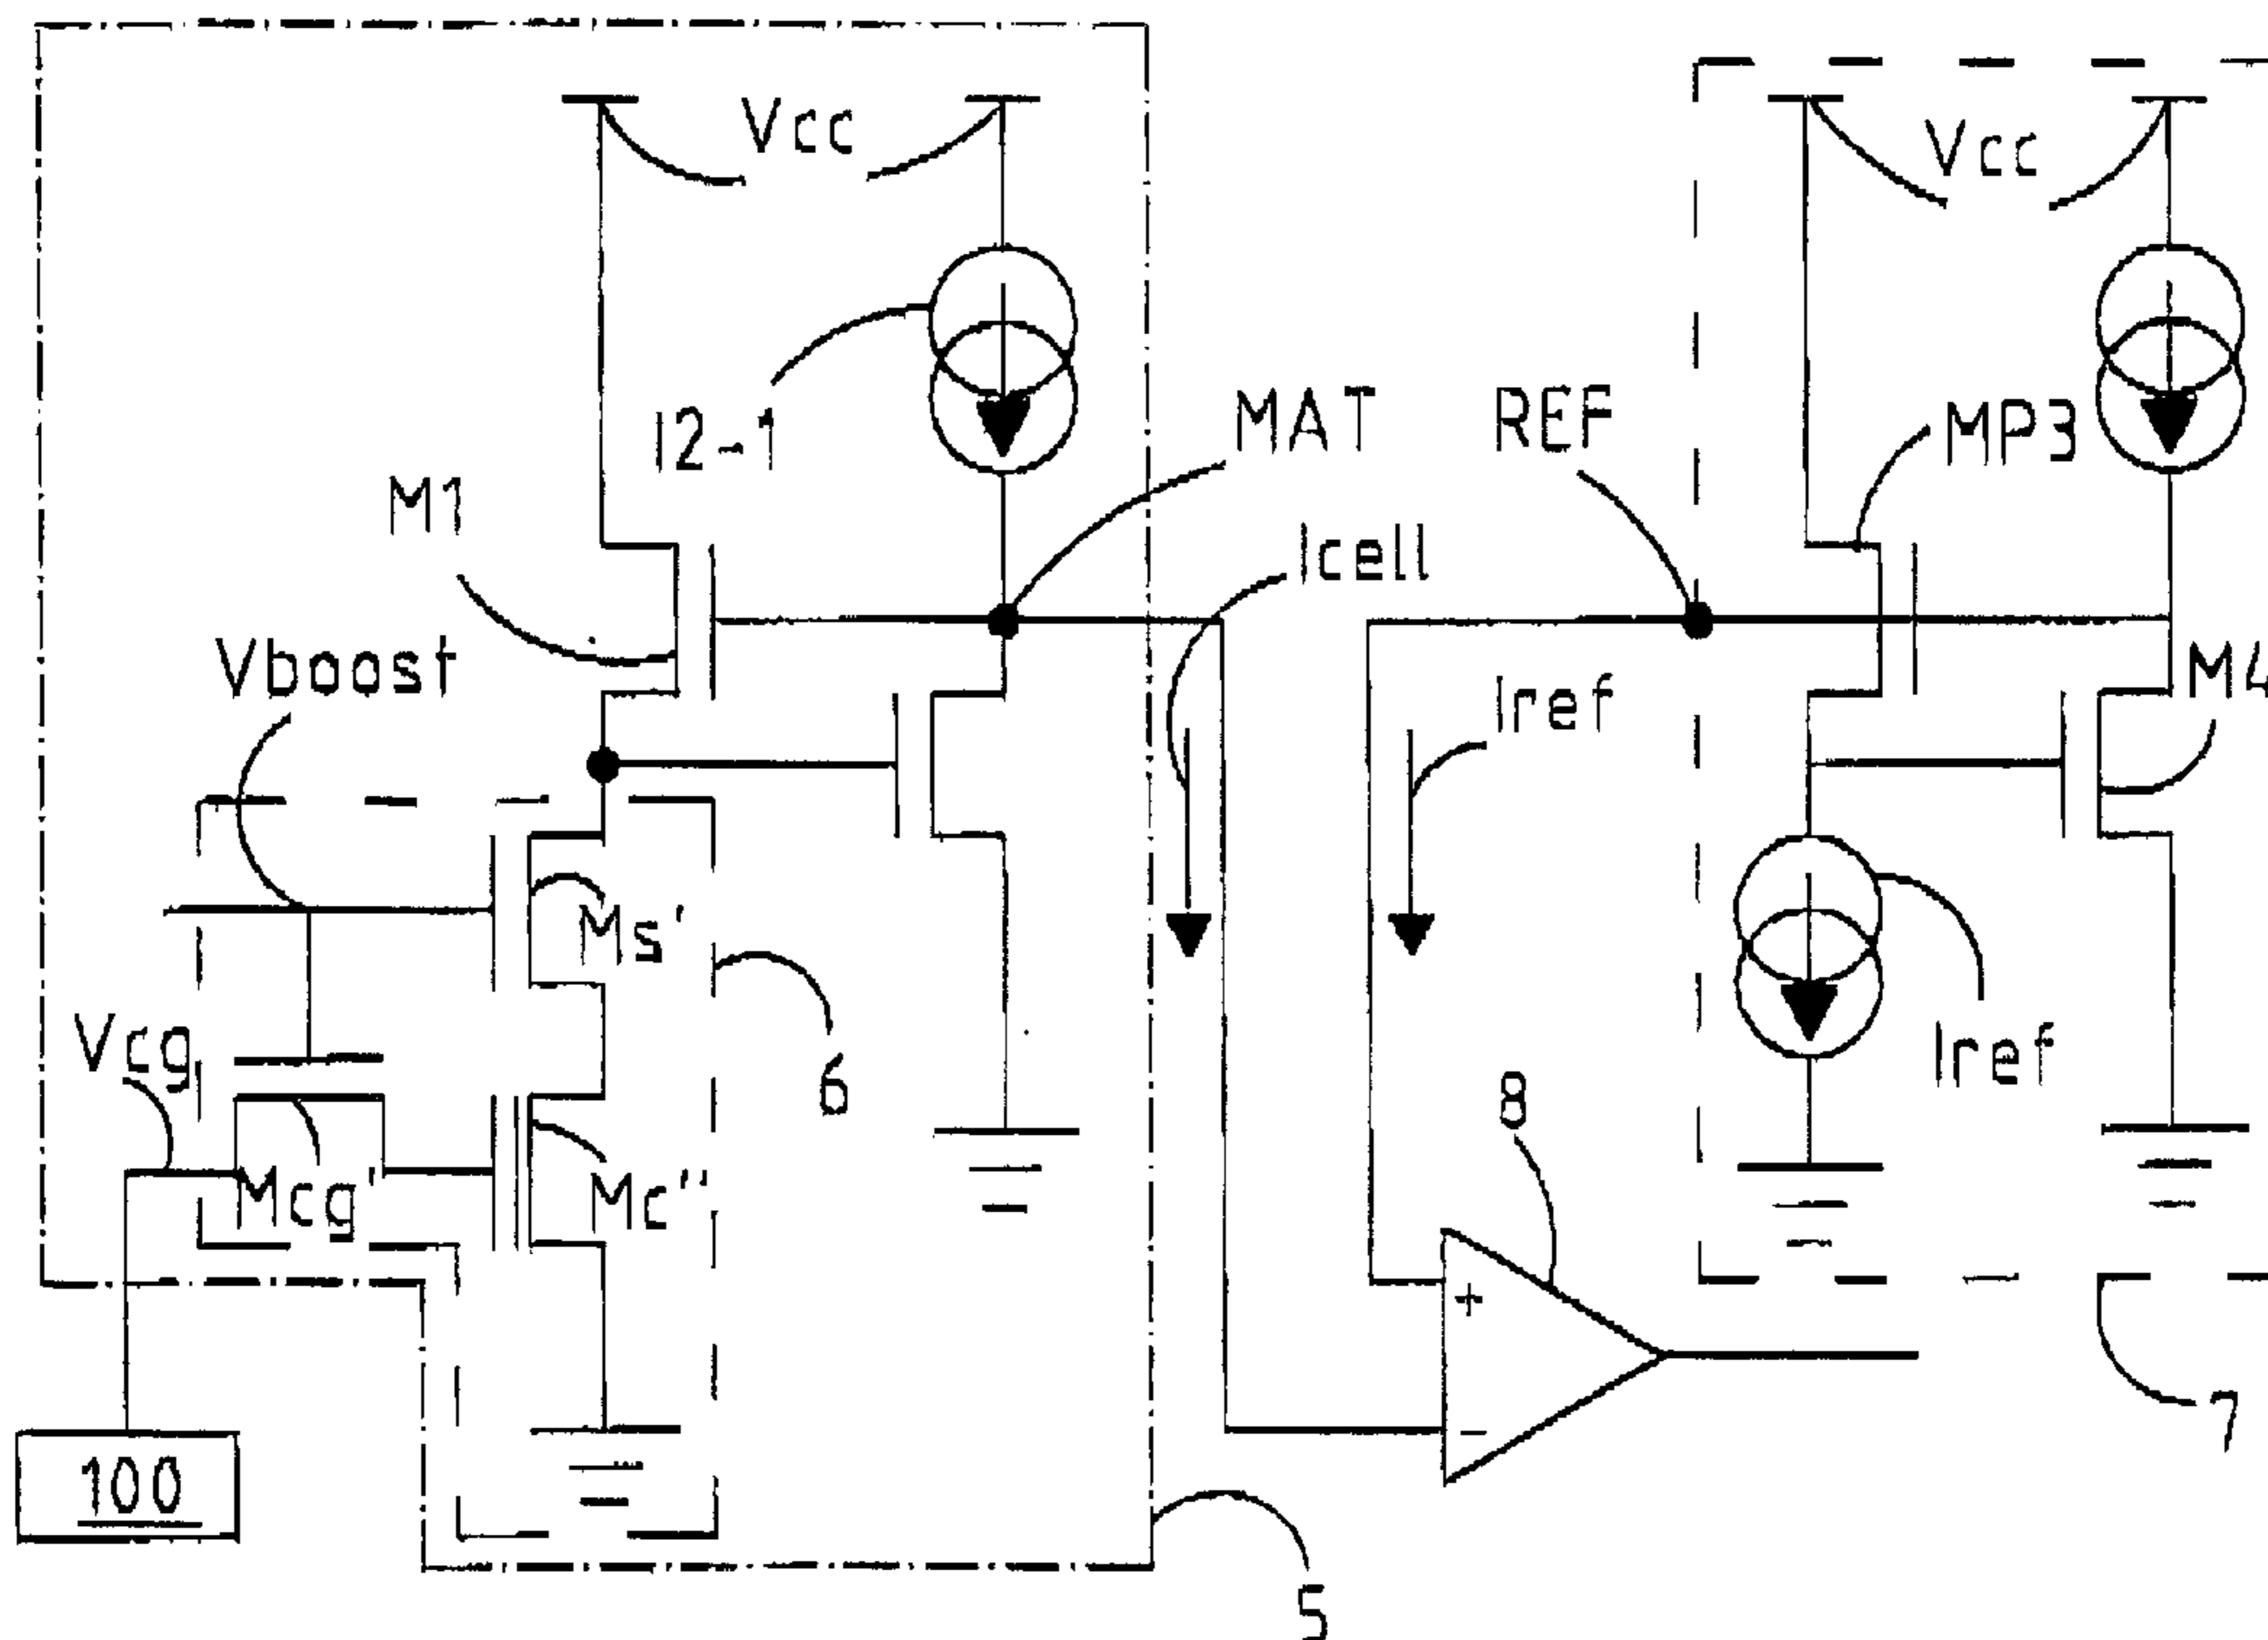 Vcc
Vcc
I2-1
MAT
REF
MP3
M1
Icell
Vboost
Iref
M4
Ms'
Vcg
6
Iref
8
Mcg'
Mc''
+
-
7
100
5